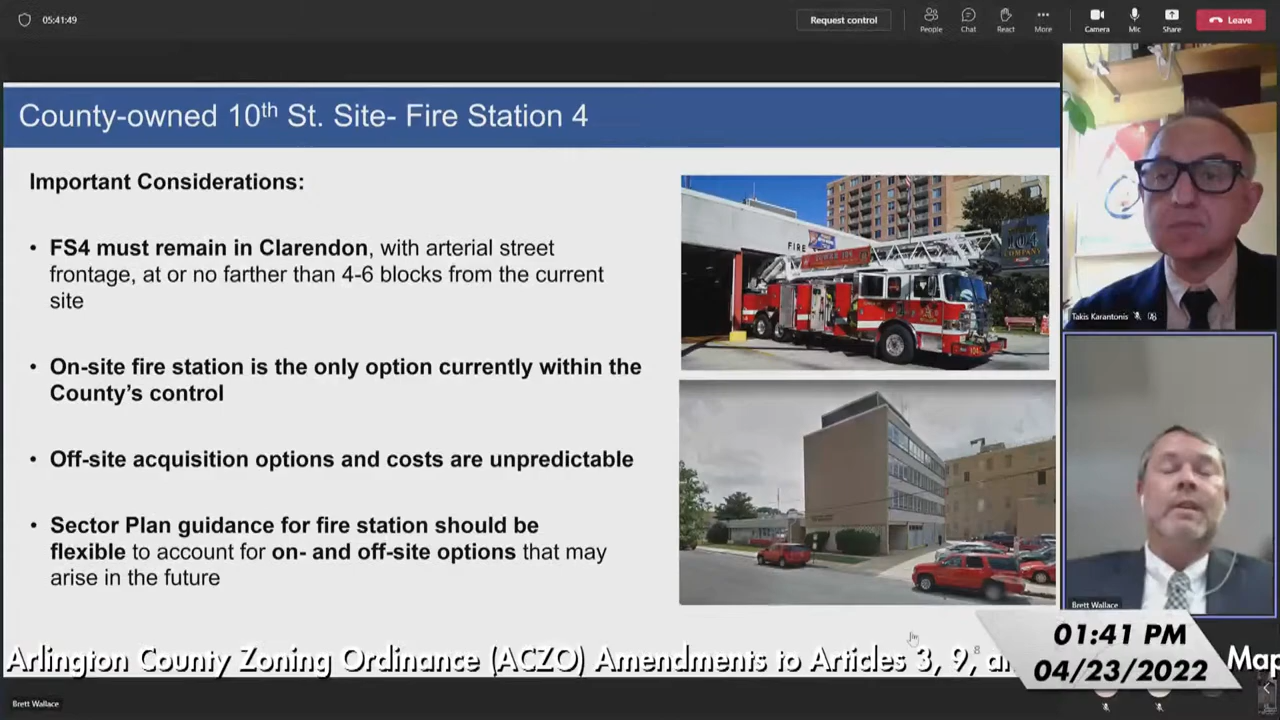 05:41:49
Request control
People
Chat
React
More
Camera
Mic
Share
Leave
County-owned 10th St. Site- Fire Station 4
Important Considerations:
• FS4 must remain in Clarendon, with arterial street
frontage, at or no farther than 4-6 blocks from the current
site
• On-site fire station is the only option currently within the
County's control
• Off-site acquisition options and costs are unpredictable
• Sector Plan guidance for fire station should be
flexible to account for on- and off-site options that may
arise in the future
FIRE
104
COMPANY
Takis Karantonis
Brett Wallace
8
Arlington County Zoning Ordinance (ACZO) Amendments to Articles 3, 9, a
Map
01:41 PM
04/23/2022
Brett Wallace